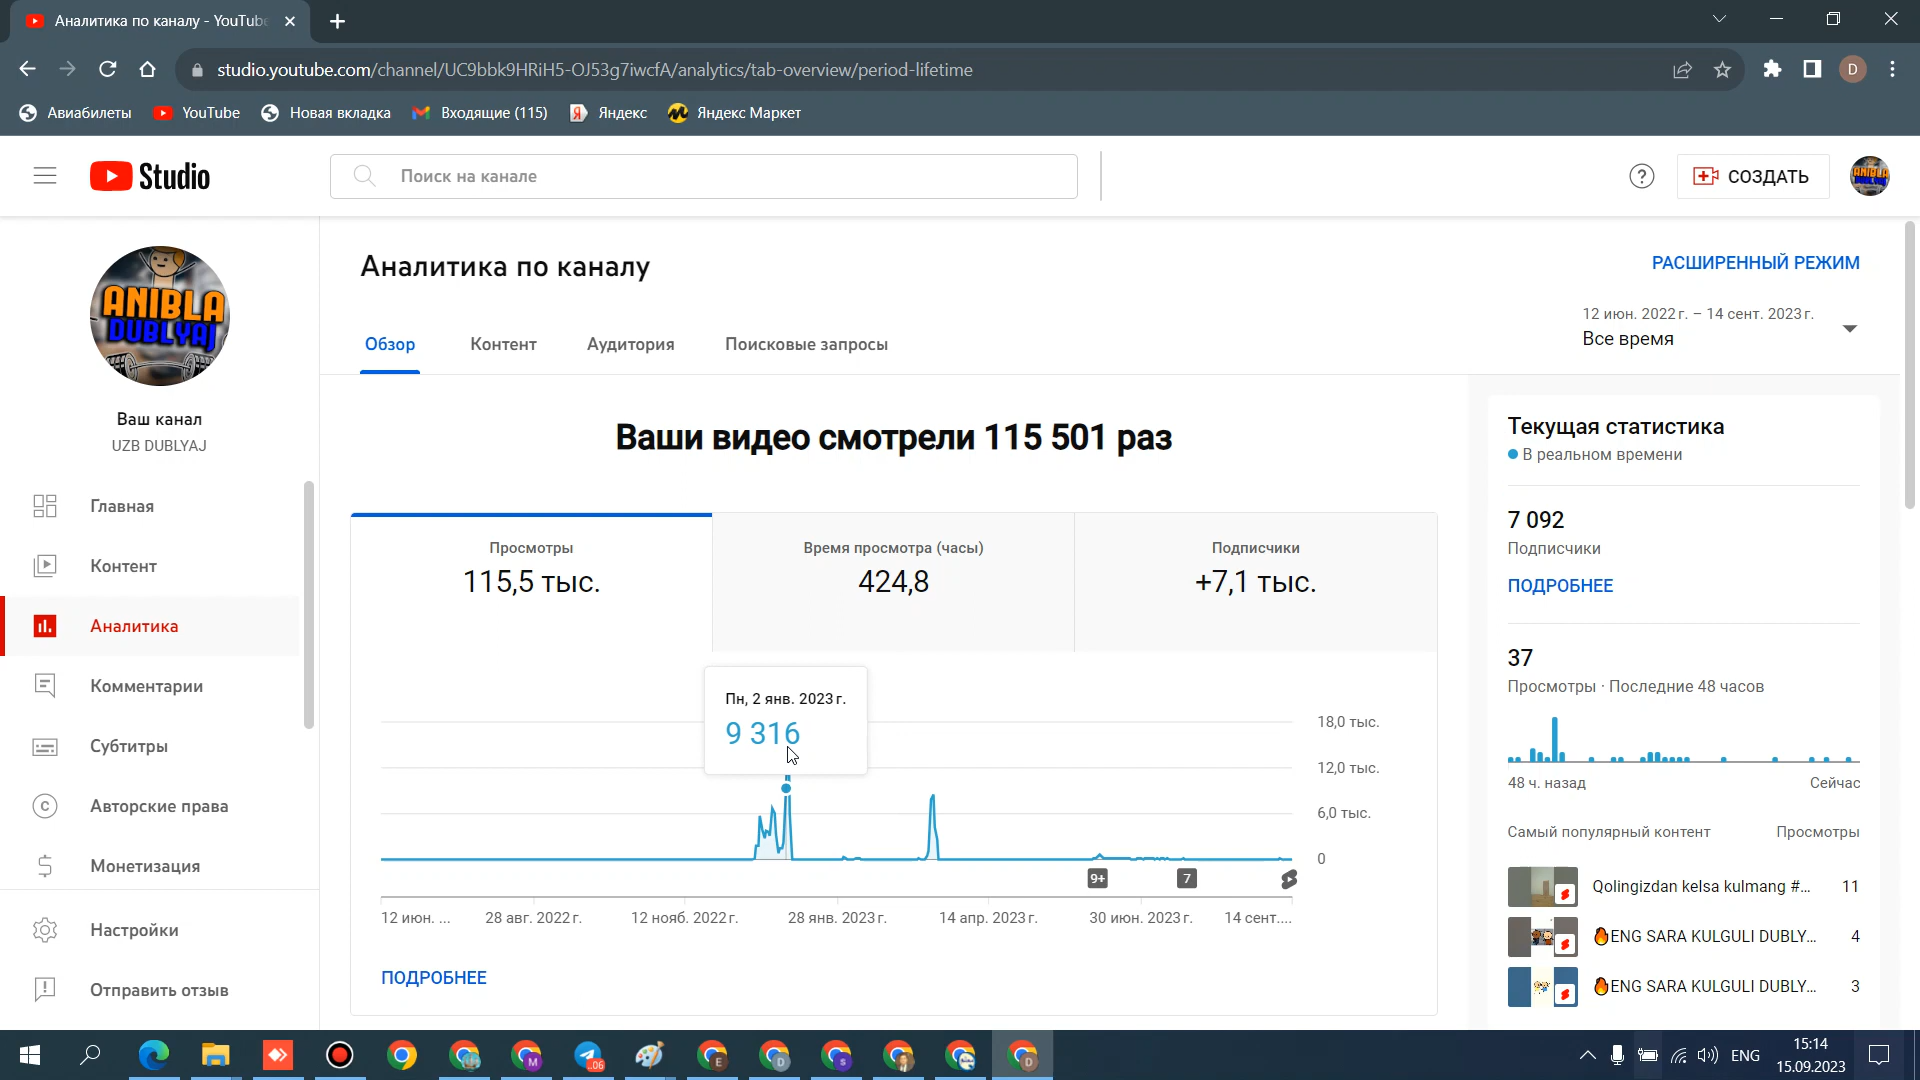 Аналитика по каналу - YouTube
studio.youtube.com/channel/UC9bbk9HRiH5-OJ53g7iwcfA/analytics/tab-overview/period-lifetime
D
Авиабилеты
YouTube
Новая вкладка
Входящие (115)
Яндекс
Яндекс Маркет
Studio
Поиск на канале
СОЗДАТЬ
ANIBLA
DUBLYAJ
Ваш канал
UZB DUBLYAJ
Главная
Контент
Аналитика
Комментарии
Субтитры
Авторские права
Монетизация
Настройки
Отправить отзыв
Аналитика по каналу
РАСШИРЕННЫЙ РЕЖИМ
12 июн. 2022 г. – 14 сент. 2023 г.
Все время
Обзор
Контент
Аудитория
Поисковые запросы
Ваши видео смотрели 115 501 раз
Просмотры
115,5 тыс.
Время просмотра (часы)
424,8
Подписчики
+7,1 тыс.
Пн, 2 янв. 2023 г.
9 316
18,0 тыс.
12,0 тыс.
6,0 тыс.
0
9+
7
12 июн. ...
28 авг. 2022 г.
12 нояб. 2022 г.
28 янв. 2023 г.
14 апр. 2023 г.
30 июн. 2023 г.
14 сент....
ПОДРОБНЕЕ
Текущая статистика
В реальном времени
7 092
Подписчики
ПОДРОБНЕЕ
37
Просмотры · Последние 48 часов
48 ч. назад
Сейчас
Самый популярный контент
Просмотры
Qolingizdan kelsa kulmang #...
11
🔥ENG SARA KULGULI DUBLY...
4
🔥ENG SARA KULGULI DUBLY...
3
ENG
15:14
15.09.2023